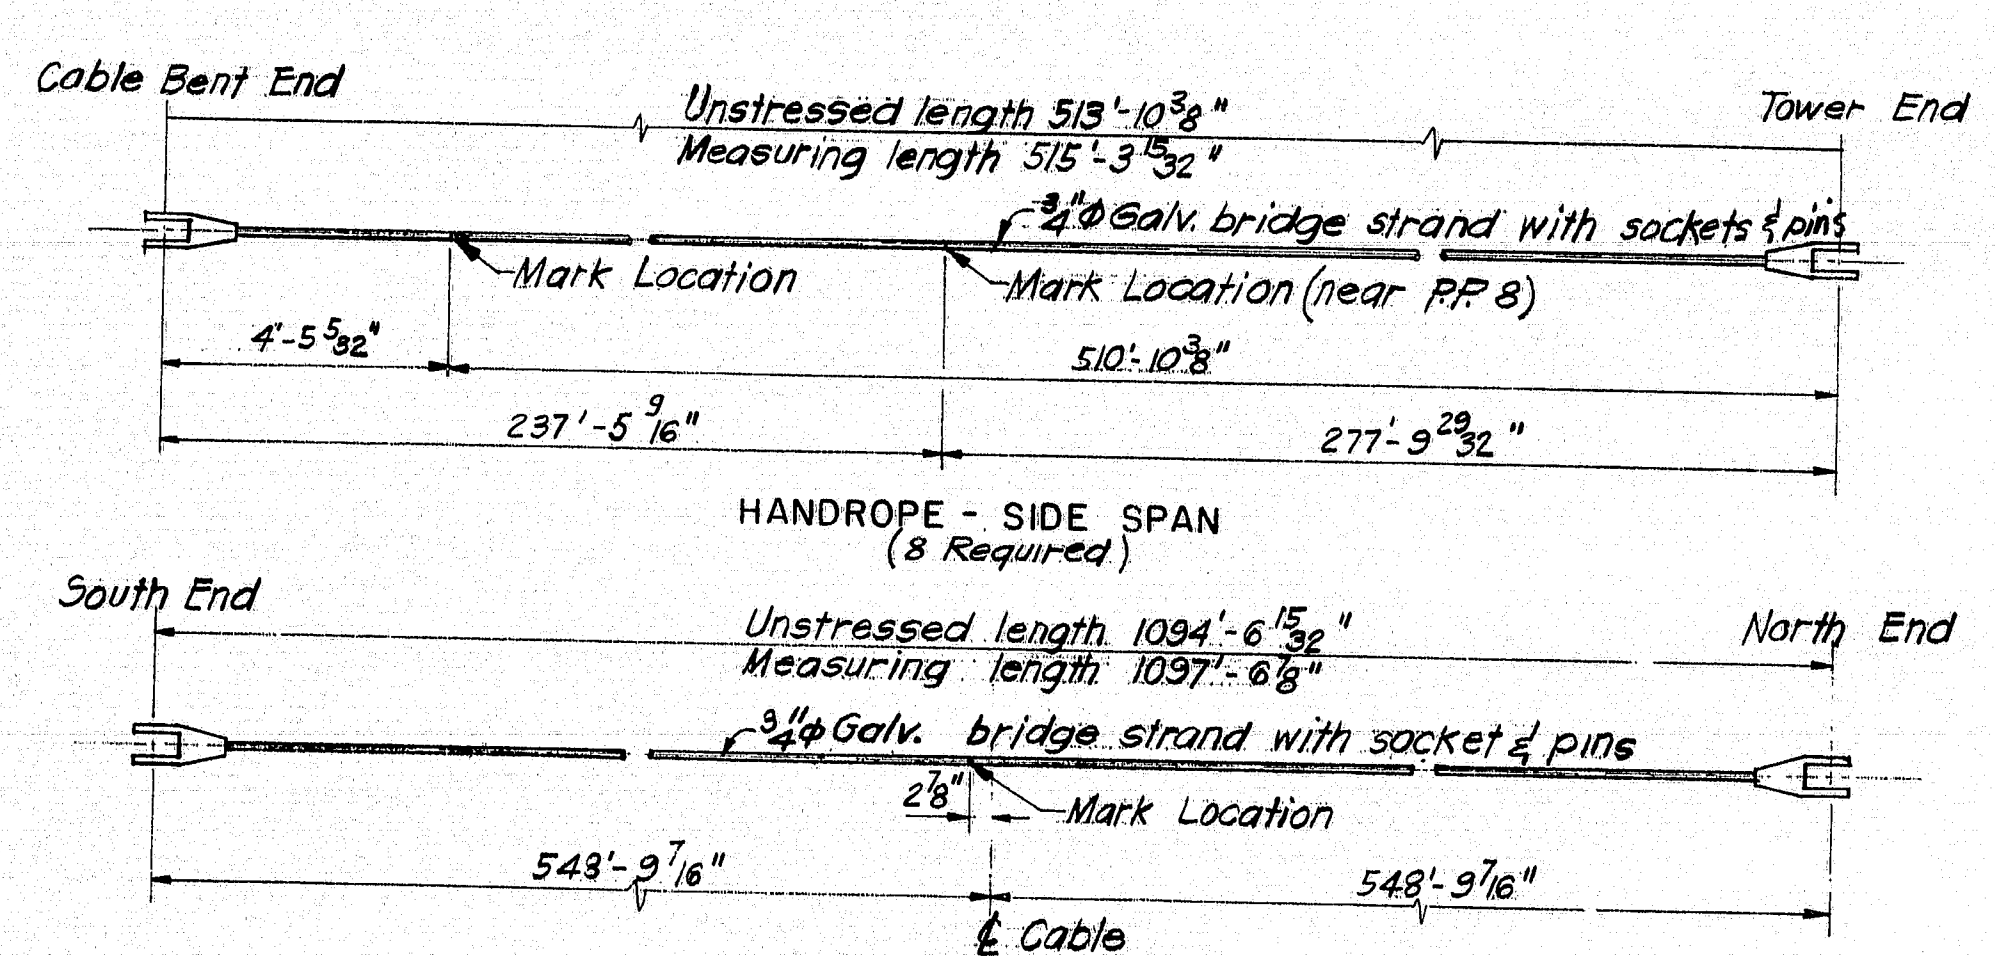 Cable Bent End
Unstressed length 513'-10 3/8"
Tower End
Measuring length 515'-3 15/32"
3/4"Φ Galv. bridge strand with sockets & pins
Mark Location
Mark Location (near P.P. 8)
4'-5 5/32"
510'-10 3/8"
237'-5 9/16"
277'-9 29/32"
HANDROPE - SIDE SPAN
(8 Required)
South End
Unstressed length 1094'-6 15/32"
North End
Measuring length 1097'-6 7/8"
3/4"Φ Galv. bridge strand with socket & pins
2 7/8"
Mark Location
548'-9 7/16"
548'-9 7/16"
℄ Cable